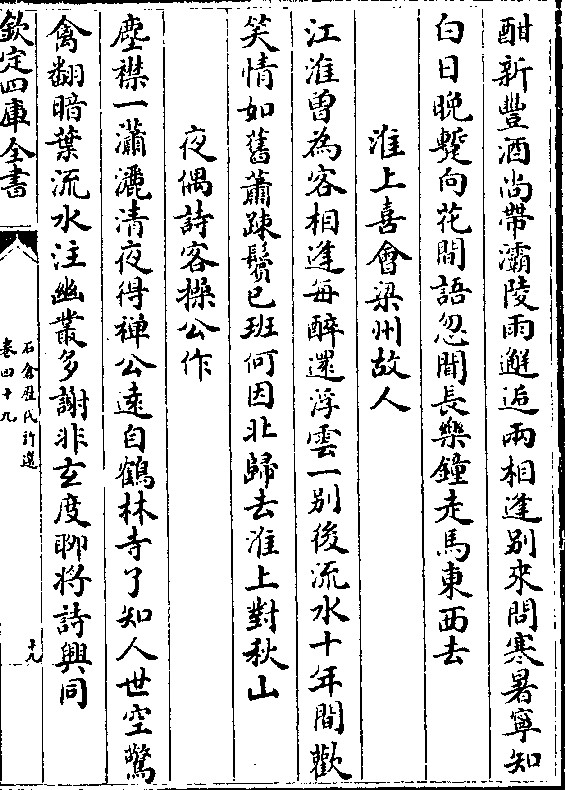 酣新豐酒尚帶灞陵雨邂逅兩相逢别來問寒暑寧知
白日晩蹔向花間語忽聞長樂鐘走馬東西去
淮上喜會梁州故人
江淮曾為客相逢每醉還浮雲一别後流水十年間歡
笑情如舊蕭踈鬢已班何因北歸去淮上對秋山
夜偶詩客操公作
塵襟一瀟灑清夜得禪公逺自鶴林寺了知人世空驚
禽翻暗葉流水注幽叢多謝非玄度聊将詩興同
欽定四庫全書
石倉歷代詩選
卷四十九
十九